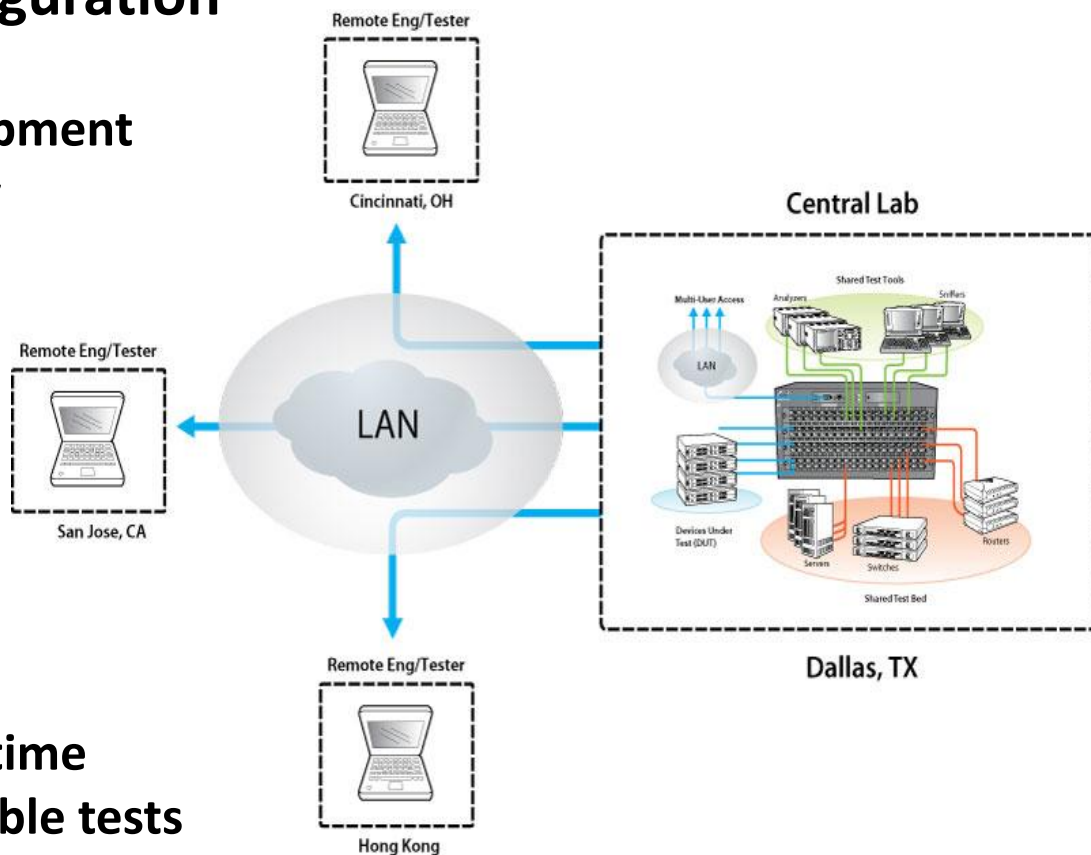 guration
pment
Remote Eng/Tester
Cincinnati, OH
Remote Eng/Tester
San Jose, CA
LAN
Remote Eng/Tester
Hong Kong
Central Lab
Shared Test Tools
Multi-User Access
Analyzers
Sniffers
LAN
Devices Under
Test (DUT)
Servers
Switches
Routers
Shared Test Bed
Dallas, TX
time
ble tests